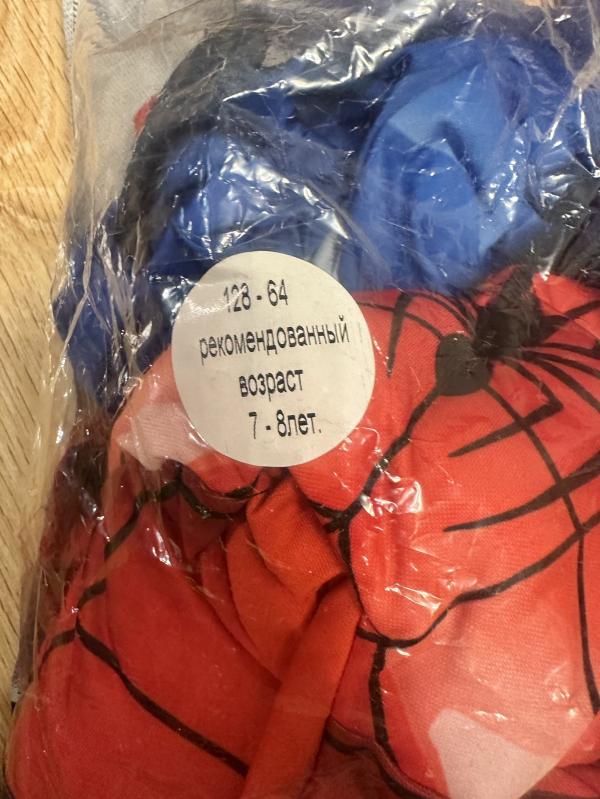 128 - 64
рекомендованный
возраст
7 - 8лет.